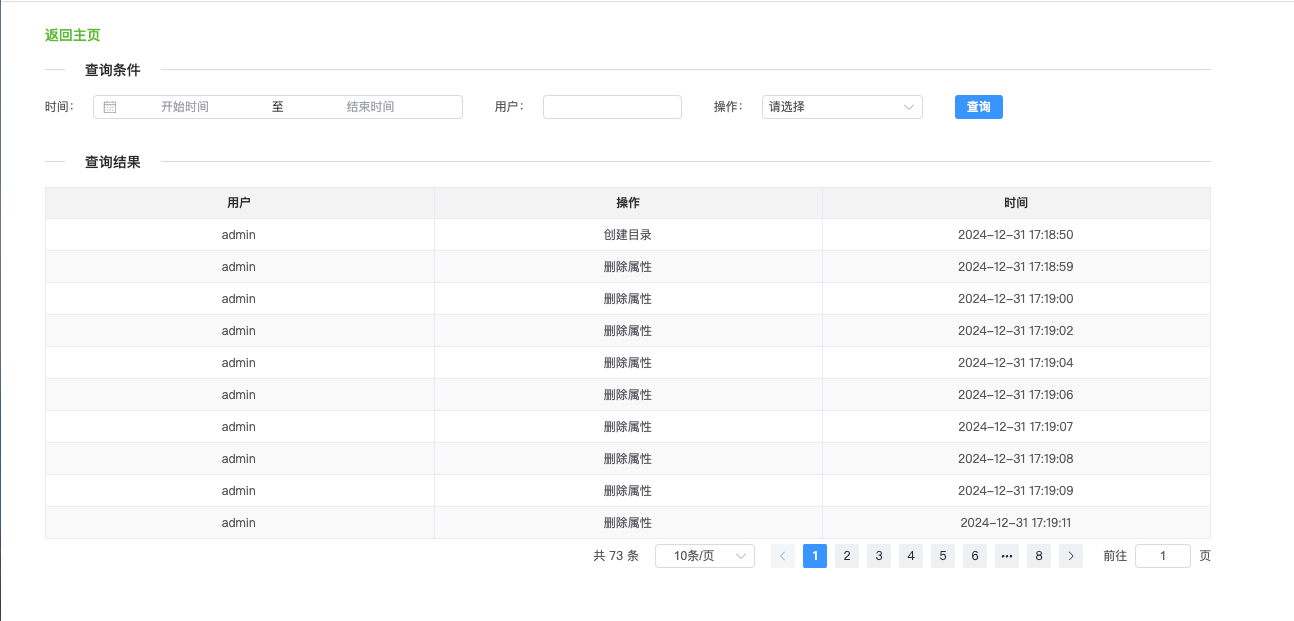 返回主页
查询条件
时间: 开始时间 至 结束时间 用户: 操作: 请选择 查询
查询结果
用户 操作 时间
admin 创建目录 2024-12-31 17:18:50
admin 删除属性 2024-12-31 17:18:59
admin 删除属性 2024-12-31 17:19:00
admin 删除属性 2024-12-31 17:19:02
admin 删除属性 2024-12-31 17:19:04
admin 删除属性 2024-12-31 17:19:06
admin 删除属性 2024-12-31 17:19:07
admin 删除属性 2024-12-31 17:19:08
admin 删除属性 2024-12-31 17:19:09
admin 删除属性 2024-12-31 17:19:11
共 73 条 10条/页 < 1 2 3 4 5 6 ··· 8 > 前往 1 页